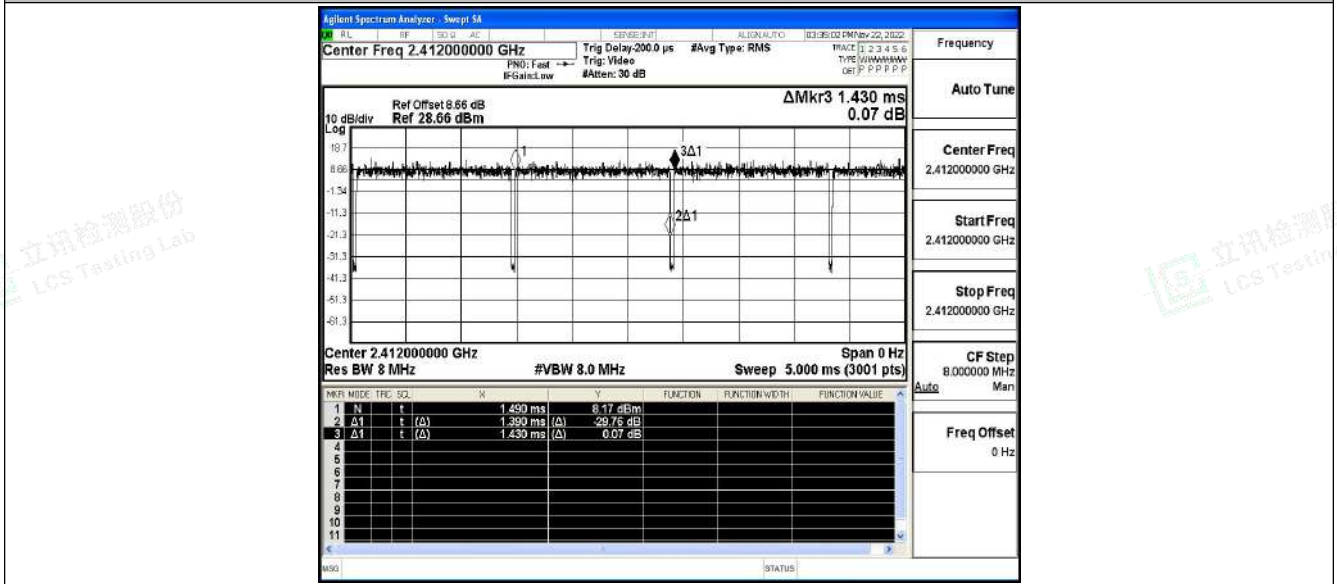 Agilent Spectrum Analyzer - Swept SA
RL RF 50 Ω AC SENSE:INT ALIGN AUTO 03:35:02 PM Nov 22, 2022
Center Freq 2.412000000 GHz
PNO: Fast
IFGain:Low
Trig Delay-200.0 µs
Trig: Video
#Atten: 30 dB
#Avg Type: RMS
TRACE 1 2 3 4 5 6
TYPE WWWWWW
DET P P P P P P
Ref Offset 8.66 dB
Ref 28.66 dBm
ΔMkr3 1.430 ms
0.07 dB
10 dB/div
Log
18.7
8.66
-1.34
-11.3
-21.3
-31.3
-41.3
-51.3
-61.3
1
3Δ1
2Δ1
Center 2.412000000 GHz Span 0 Hz
Res BW 8 MHz #VBW 8.0 MHz Sweep 5.000 ms (3001 pts)
MKR MODE TRC SCL X Y FUNCTION FUNCTION WIDTH FUNCTION VALUE
1 N t 1.490 ms 8.17 dBm
2 Δ1 t (Δ) 1.390 ms (Δ) -29.76 dB
3 Δ1 t (Δ) 1.430 ms (Δ) 0.07 dB
4
5
6
7
8
9
10
11
MSG STATUS
Frequency
Auto Tune
Center Freq
2.412000000 GHz
Start Freq
2.412000000 GHz
Stop Freq
2.412000000 GHz
CF Step
8.000000 MHz
Auto Man
Freq Offset
0 Hz
立讯检测股份
LCS Testing Lab
立讯检测
LCS Testin